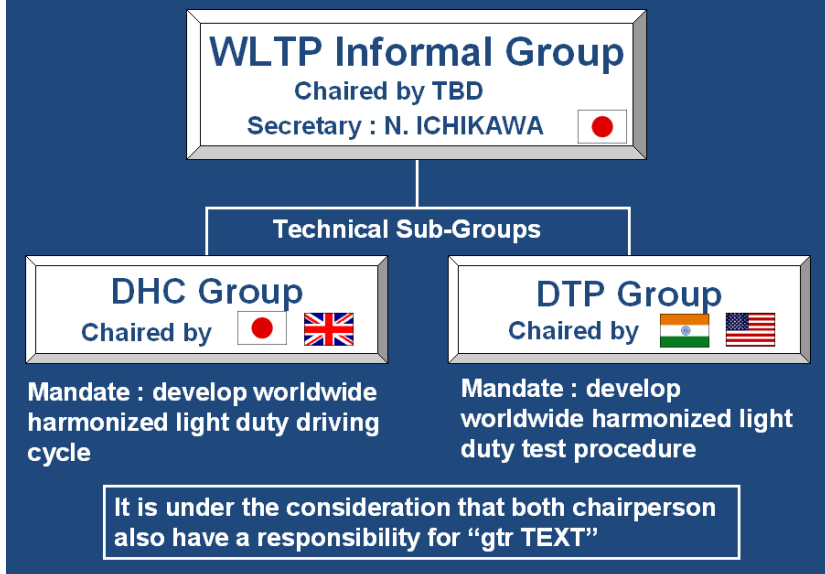 WLTP Informal Group
Chaired by TBD
Secretary : N. ICHIKAWA
Technical Sub-Groups
DHC Group
Chaired by
Mandate : develop worldwide
harmonized light duty driving
cycle
DTP Group
Chaired by
Mandate : develop
worldwide harmonized light
duty test procedure
It is under the consideration that both chairperson
also have a responsibility for “gtr TEXT”